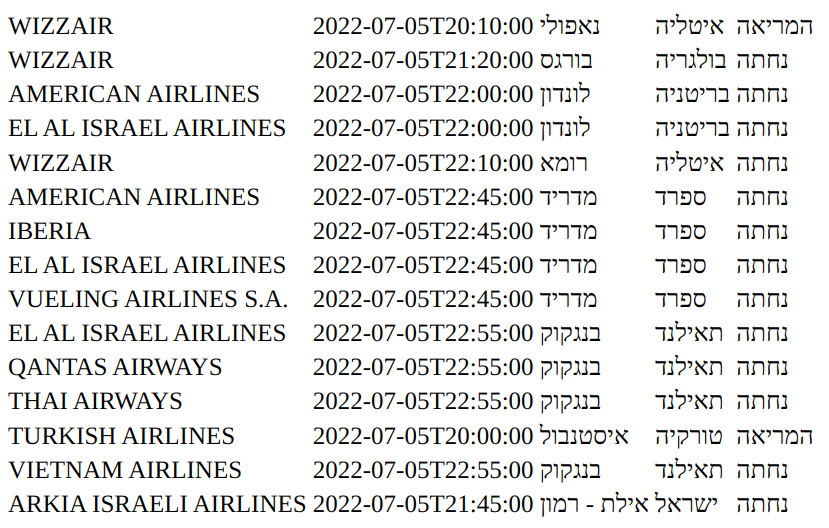 WIZZAIR 2022-07-05T20:10:00 נאפולי איטליה המריאה
WIZZAIR 2022-07-05T21:20:00 בורגס בולגריה נחתה
AMERICAN AIRLINES 2022-07-05T22:00:00 לונדון בריטניה נחתה
EL AL ISRAEL AIRLINES 2022-07-05T22:00:00 לונדון בריטניה נחתה
WIZZAIR 2022-07-05T22:10:00 רומא איטליה נחתה
AMERICAN AIRLINES 2022-07-05T22:45:00 מדריד ספרד נחתה
IBERIA 2022-07-05T22:45:00 מדריד ספרד נחתה
EL AL ISRAEL AIRLINES 2022-07-05T22:45:00 מדריד ספרד נחתה
VUELING AIRLINES S.A. 2022-07-05T22:45:00 מדריד ספרד נחתה
EL AL ISRAEL AIRLINES 2022-07-05T22:55:00 בנגקוק תאילנד נחתה
QANTAS AIRWAYS 2022-07-05T22:55:00 בנגקוק תאילנד נחתה
THAI AIRWAYS 2022-07-05T22:55:00 בנגקוק תאילנד נחתה
TURKISH AIRLINES 2022-07-05T20:00:00 איסטנבול טורקיה המריאה
VIETNAM AIRLINES 2022-07-05T22:55:00 בנגקוק תאילנד נחתה
ARKIA ISRAELI AIRLINES 2022-07-05T21:45:00 אילת - רמון ישראל נחתה